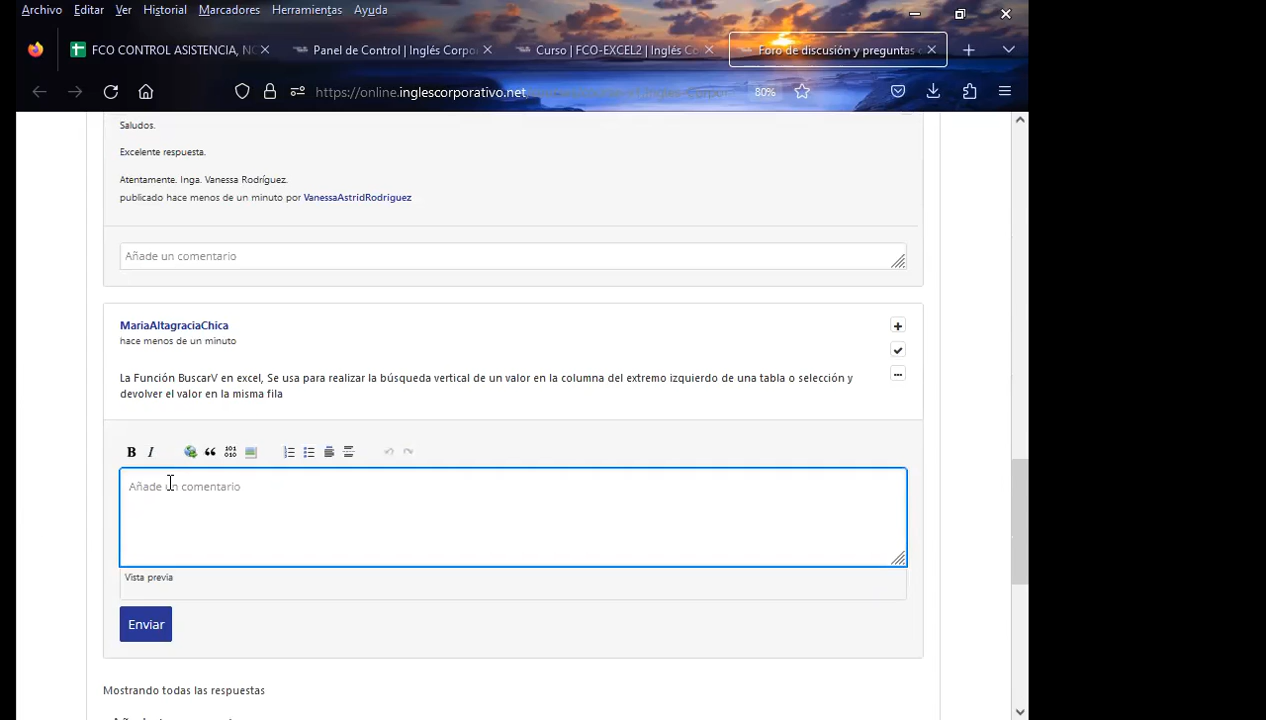 Archivo Editar Ver Historial Marcadores Herramientas Ayuda
FCO CONTROL ASISTENCIA, NO
Panel de Control | Inglés Corpor
Curso | FCO-EXCEL2 | Inglés Co
Foro de discusión y preguntas
https://online.inglescorporativo.net
80%
Saludos.
Excelente respuesta.
Atentamente. Inga. Vanessa Rodríguez.
publicado hace menos de un minuto por VanessaAstridRodriguez
Añade un comentario
MariaAltagraciaChica
hace menos de un minuto
La Función BuscarV en excel, Se usa para realizar la búsqueda vertical de un valor en la columna del extremo izquierdo de una tabla o selección y
devolver el valor en la misma fila
B I
101
010
Añade un comentario
Vista previa
Enviar
Mostrando todas las respuestas